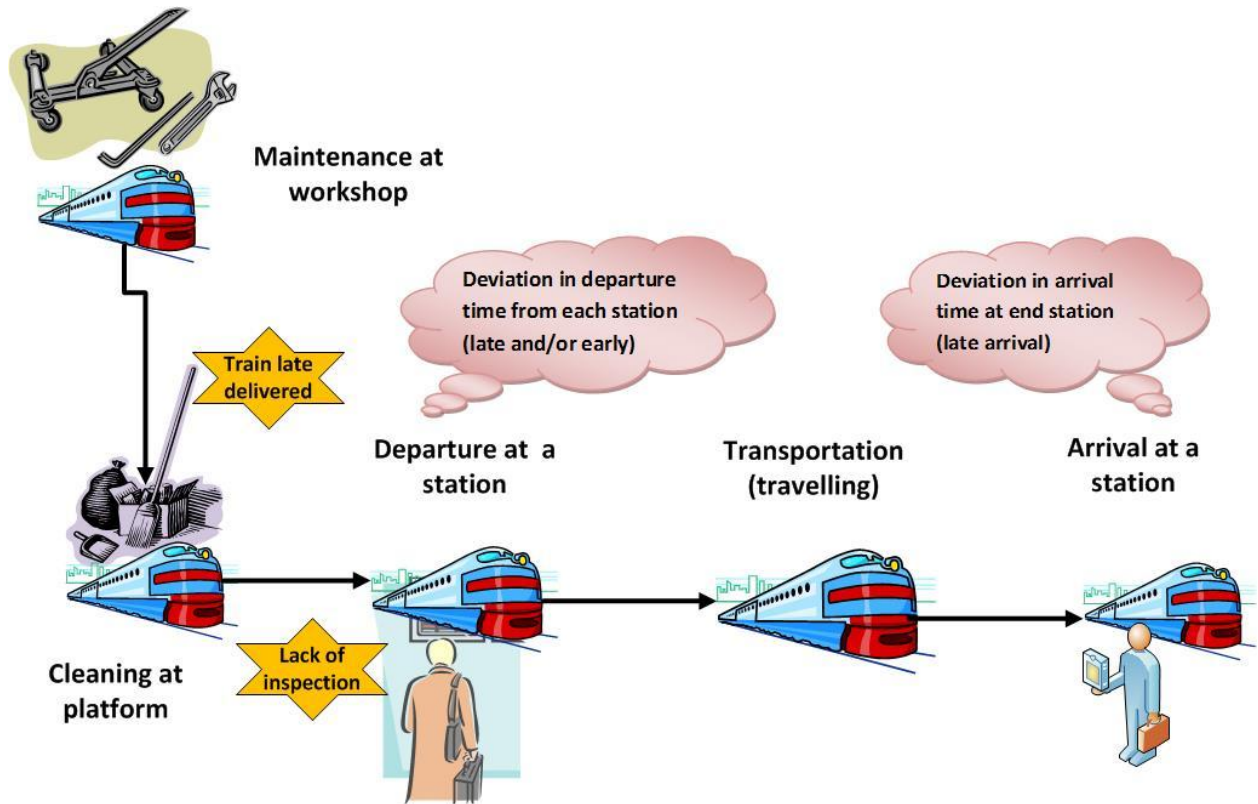 Maintenance at
workshop
Deviation in departure
time from each station
(late and/or early)
Deviation in arrival
time at end station
(late arrival)
Train late
delivered
Departure at  a
station
Transportation
(travelling)
Arrival at a
station
Lack of
inspection
Cleaning at
platform